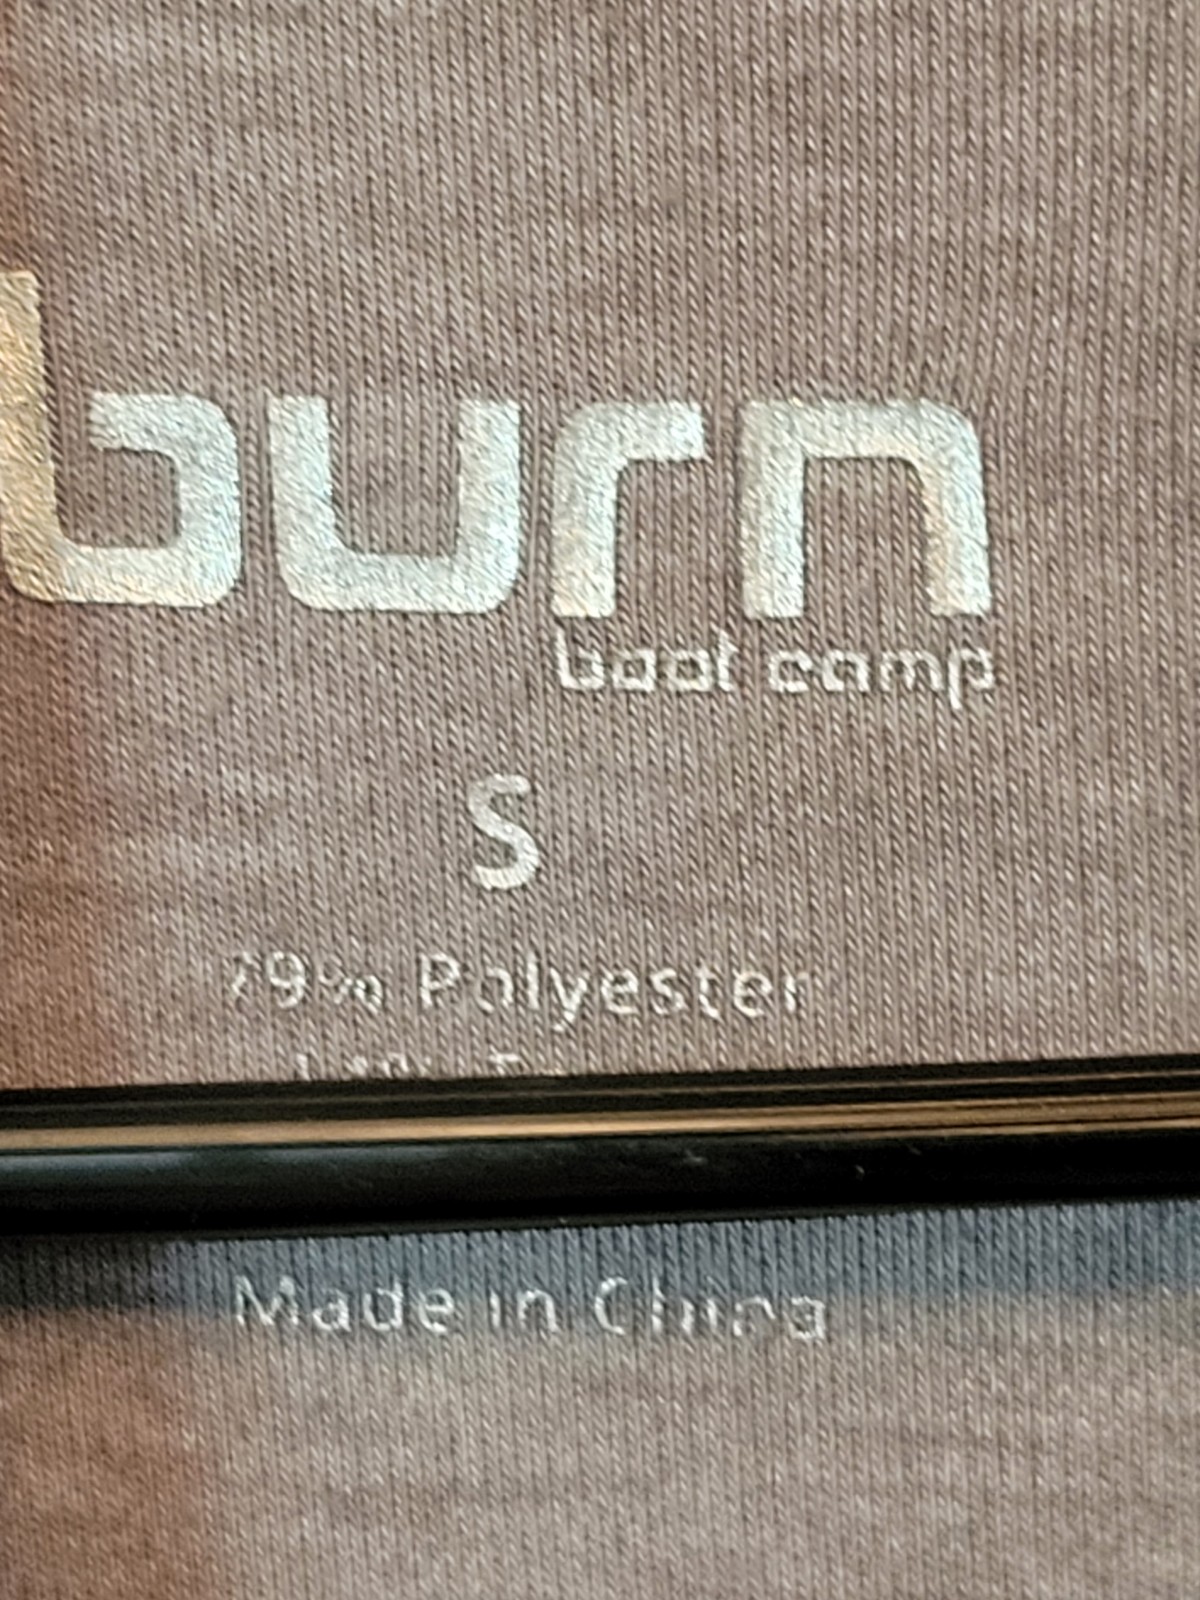 burn
boot camp
S
79% Polyester
Made in China